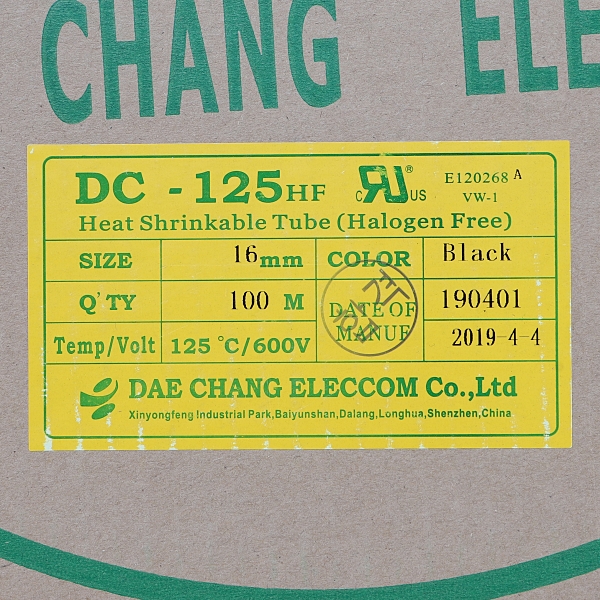 CHANG ELE
DC - 125HF
c RU ® US
E120268 A
VW-1
Heat Shrinkable Tube (Halogen Free)
SIZE 16mm COLOR Black
Q'TY 100 M DATE OF MANUF 190401
Temp/Volt 125 °C/600V 2019-4-4
DAE CHANG ELECCOM Co.,Ltd
Xinyongfeng Industrial Park,Baiyunshan,Dalang,Longhua,Shenzhen,China